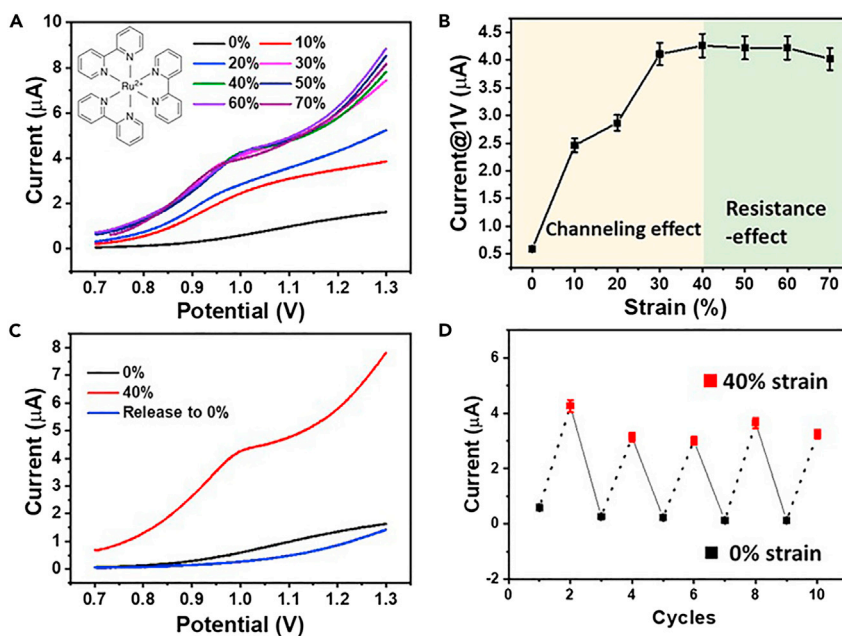 A
0% 10%
20% 30%
40% 50%
60% 70%
N
N
N
Ru2+
N
N
N
10
8
6
4
2
0
Current (μA)
0.7 0.8 0.9 1.0 1.1 1.2 1.3
Potential (V)
B
4.5
4.0
3.5
3.0
2.5
2.0
1.5
1.0
0.5
Current@1V (μA)
Channeling effect
Resistance
-effect
0 10 20 30 40 50 60 70
Strain (%)
C
0%
40%
Release to 0%
8
7
6
5
4
3
2
1
0
Current (μA)
0.7 0.8 0.9 1.0 1.1 1.2 1.3
Potential (V)
D
40% strain
0% strain
6
4
2
0
-2
Current (μA)
0 2 4 6 8 10
Cycles